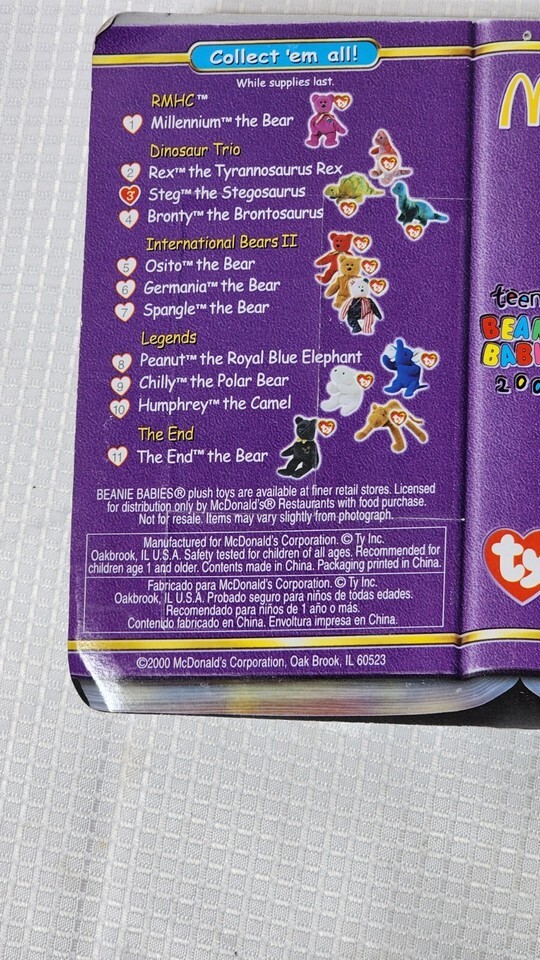 Collect 'em all!
While supplies last.
RMHC™
1 Millennium™ the Bear
Dinosaur Trio
2 Rex™ the Tyrannosaurus Rex
3 Steg™ the Stegosaurus
4 Bronty™ the Brontosaurus
International Bears II
5 Osito™ the Bear
6 Germania™ the Bear
7 Spangle™ the Bear
Legends
8 Peanut™ the Royal Blue Elephant
9 Chilly™ the Polar Bear
10 Humphrey™ the Camel
The End
11 The End™ the Bear
BEANIE BABIES® plush toys are available at finer retail stores. Licensed
for distribution only by McDonald's® Restaurants with food purchase.
Not for resale. Items may vary slightly from photograph.
Manufactured for McDonald's Corporation. © Ty Inc.
Oakbrook, IL U.S.A. Safety tested for children of all ages. Recommended for
children age 1 and older. Contents made in China. Packaging printed in China.
Fabricado para McDonald's Corporation. © Ty Inc.
Oakbrook, IL U.S.A. Probado seguro para niños de todas edades.
Recomendado para niños de 1 año o más.
Contenido fabricado en China. Envoltura impresa en China.
©2000 McDonald's Corporation, Oak Brook, IL 60523
teen
BEAN
BAB
200
ty